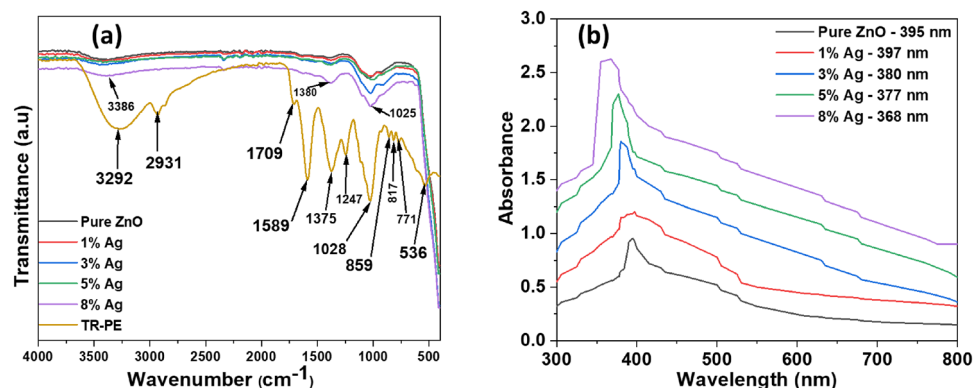 (a)
3386
3292
2931
1709
1380
1025
1589
1375
1247
1028
859
817
771
536
Pure ZnO
1% Ag
3% Ag
5% Ag
8% Ag
TR-PE
Transmittance (a.u)
4000 3500 3000 2500 2000 1500 1000 500
Wavenumber (cm-1)
(b)
Pure ZnO - 395 nm
1% Ag - 397 nm
3% Ag - 380 nm
5% Ag - 377 nm
8% Ag - 368 nm
Absorbance
3.0
2.5
2.0
1.5
1.0
0.5
0.0
300 400 500 600 700 800
Wavelength (nm)